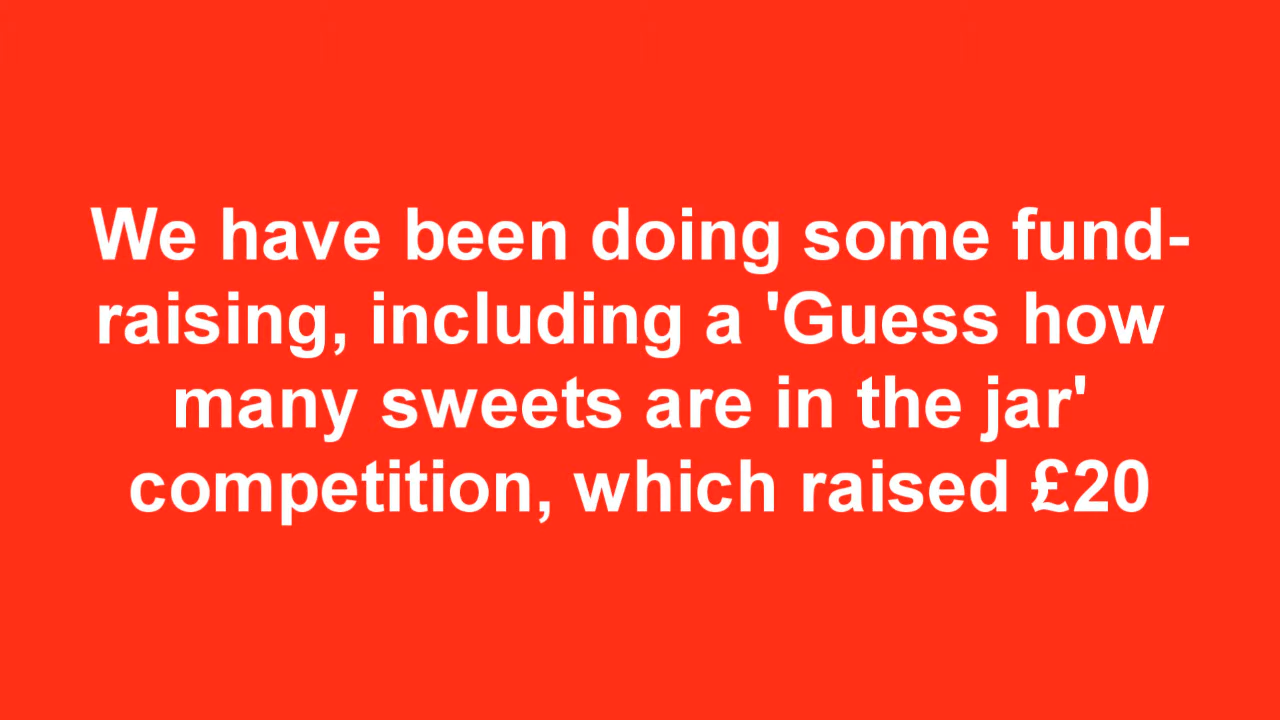 We have been doing some fund-
raising, including a 'Guess how
many sweets are in the jar'
competition, which raised £20